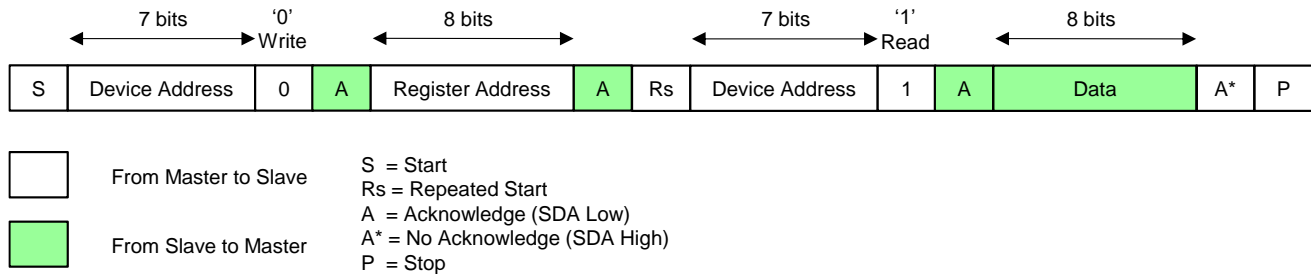 7 bits ‘0’ 8 bits 7 bits ‘1’ 8 bits
Write Read
S Device Address 0 A Register Address A Rs Device Address 1 A Data A* P
From Master to Slave
From Slave to Master
S = Start
Rs = Repeated Start
A = Acknowledge (SDA Low)
A* = No Acknowledge (SDA High)
P = Stop